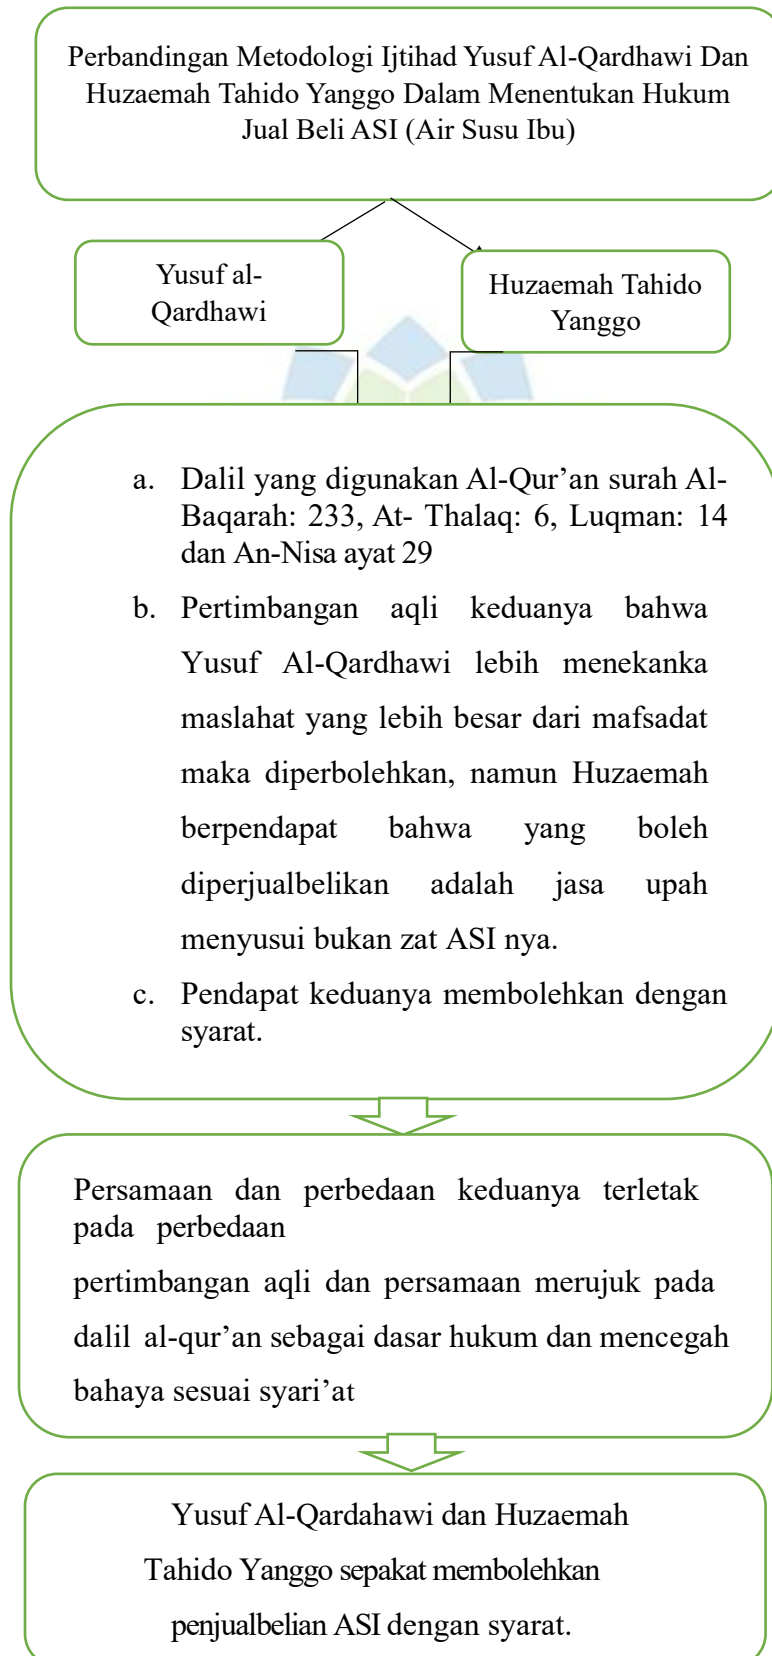 Perbandingan Metodologi Ijtihad Yusuf Al-Qardhawi Dan
Huzaemah Tahido Yanggo Dalam Menentukan Hukum
Jual Beli ASI (Air Susu Ibu)
Yusuf al-
Qardhawi
Huzaemah Tahido
Yanggo
a. Dalil yang digunakan Al-Qur’an surah Al-
Baqarah: 233, At- Thalaq: 6, Luqman: 14
dan An-Nisa ayat 29
b. Pertimbangan aqli keduanya bahwa
Yusuf Al-Qardhawi lebih menekanka
maslahat yang lebih besar dari mafsadat
maka diperbolehkan, namun Huzaemah
berpendapat bahwa yang boleh
diperjualbelikan adalah jasa upah
menyusui bukan zat ASI nya.
c. Pendapat keduanya membolehkan dengan
syarat.
Persamaan dan perbedaan keduanya terletak
pada perbedaan
pertimbangan aqli dan persamaan merujuk pada
dalil al-qur’an sebagai dasar hukum dan mencegah
bahaya sesuai syari’at
Yusuf Al-Qardahawi dan Huzaemah
Tahido Yanggo sepakat membolehkan
penjualbelian ASI dengan syarat.